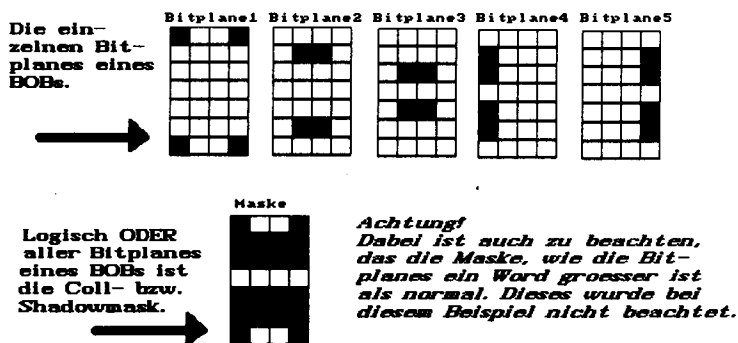 Bitplane1 Bitplane2 Bitplane3 Bitplane4 Bitplane5
Die ein-
zelnen Bit-
planes eines
BOBs.
Maske
Logisch ODER
aller Bitplanes
eines BOBs ist
die Coll- bzw.
Shadowmask.
Achtung!
Dabei ist auch zu beachten,
das die Maske, wie die Bit-
planes ein Word groesser ist
als normal. Dieses wurde bei
diesem Beispiel nicht beachtet.